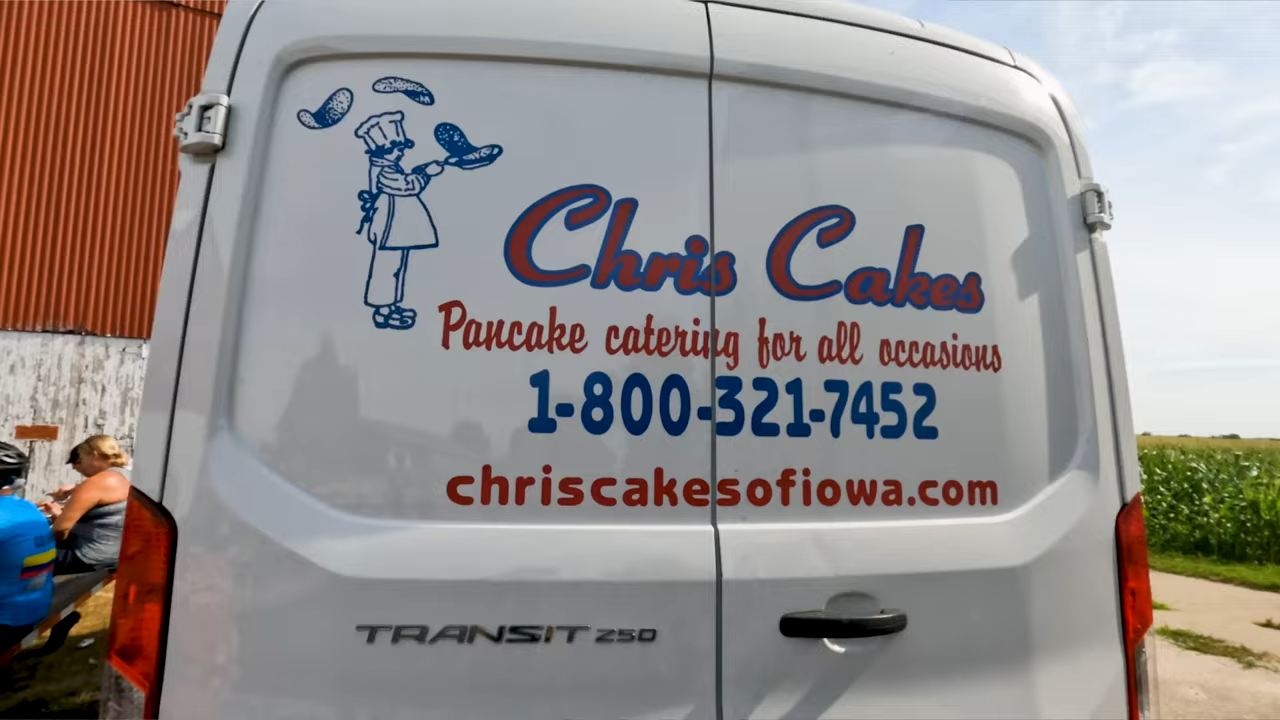 Chris Cakes
Pancake catering for all occasions
1-800-321-7452
chriscakesofiowa.com
TRANSIT 250